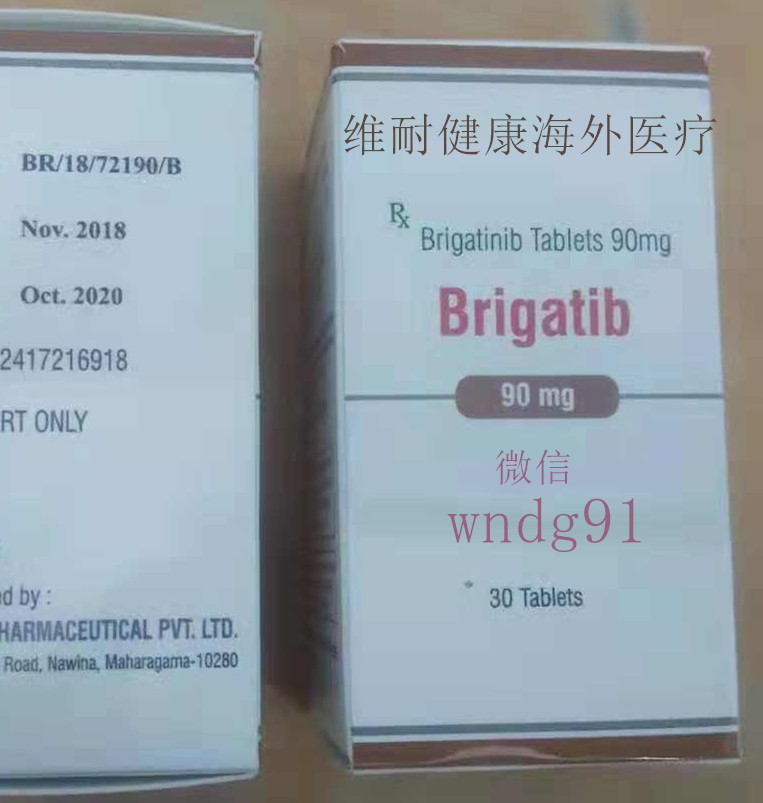 BR/18/72190/B
Nov. 2018
Oct. 2020
2417216918
RT ONLY
d by :
HARMACEUTICAL PVT. LTD.
Road, Nawina, Maharagama-10280
维耐健康海外医疗
Rx
Brigatinib Tablets 90mg
Brigatib
90 mg
微信
wndg91
30 Tablets